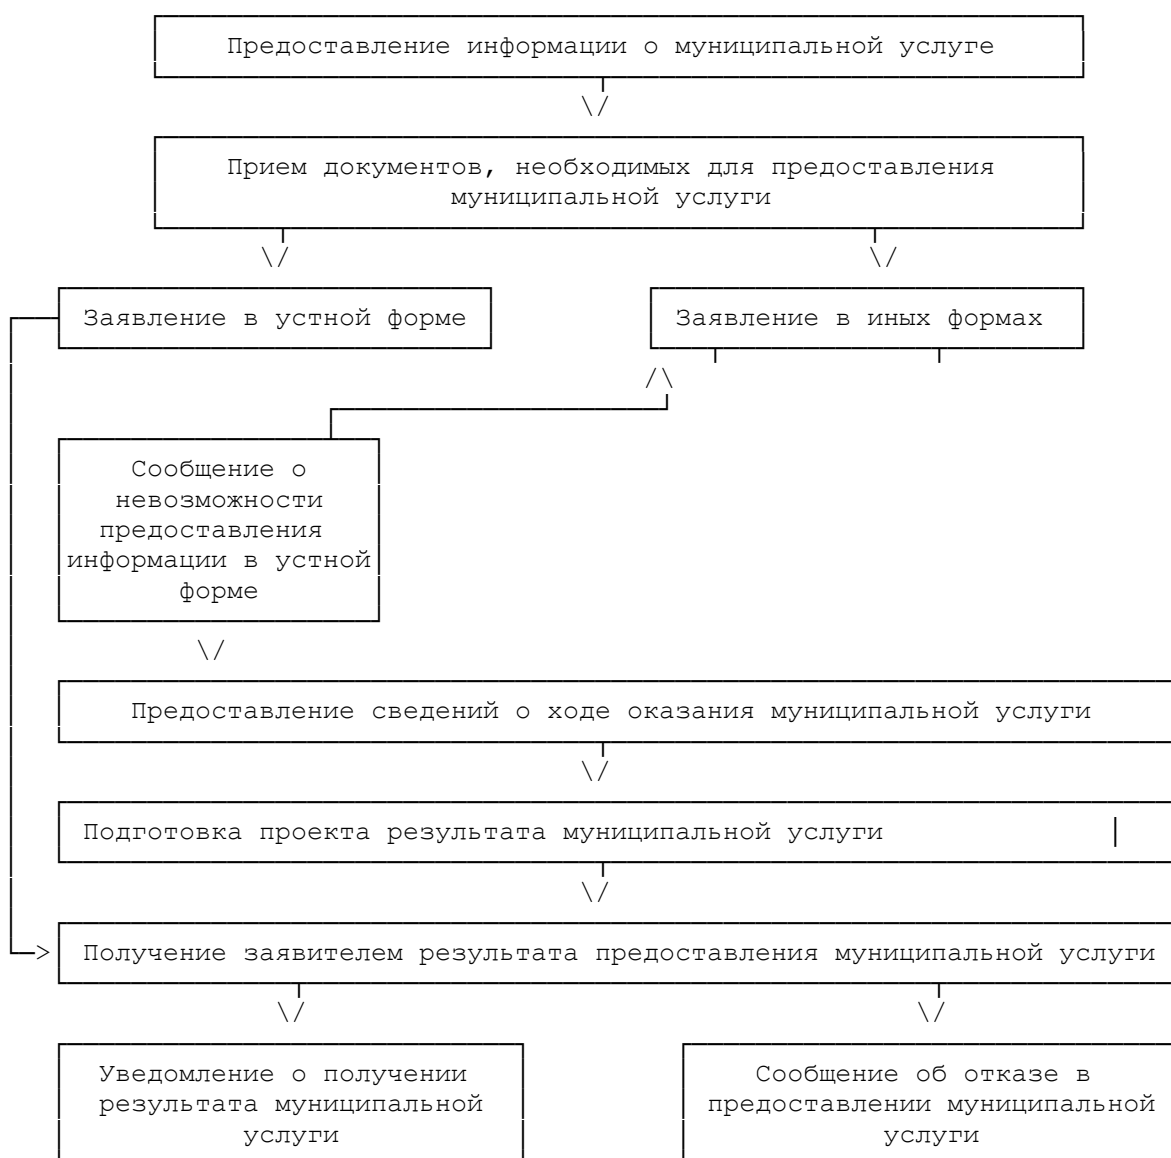 Предоставление информации о муниципальной услуге
Прием документов, необходимых для предоставления
муниципальной услуги
Заявление в устной форме
Заявление в иных формах
Сообщение о
невозможности
предоставления
информации в устной
форме
Предоставление сведений о ходе оказания муниципальной услуги
Подготовка проекта результата муниципальной услуги
Получение заявителем результата предоставления муниципальной услуги
Уведомление о получении
результата муниципальной
услуги
Сообщение об отказе в
предоставлении муниципальной
услуги